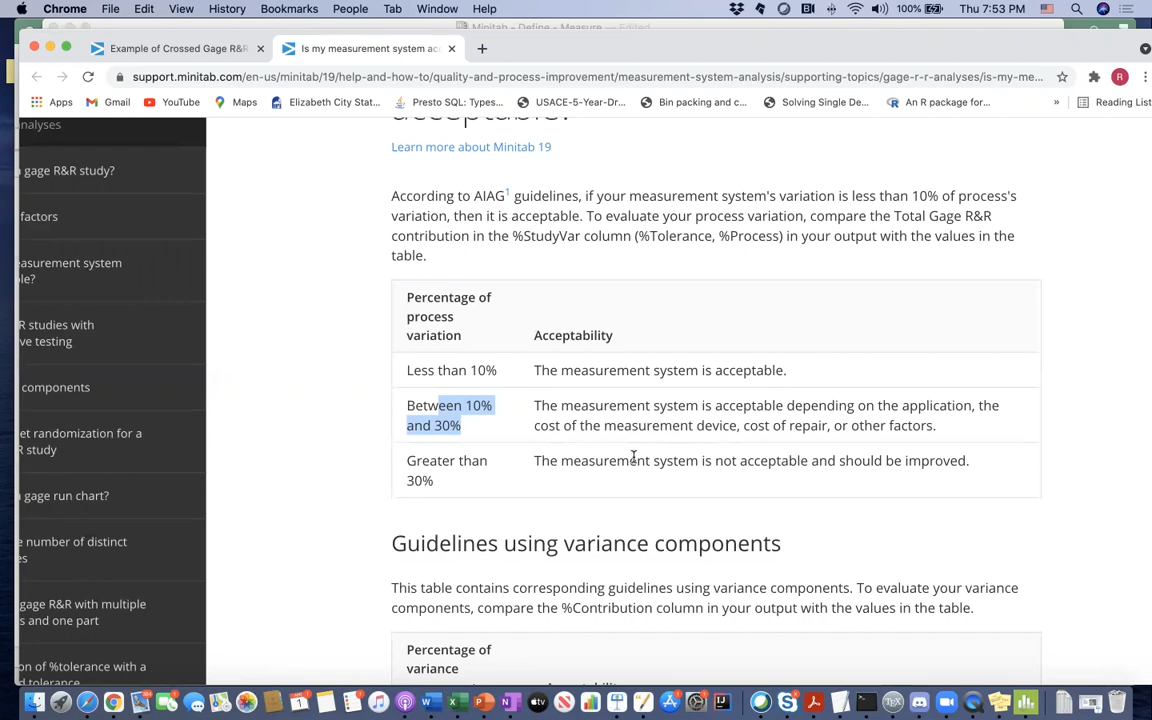 Chrome File Edit View History Bookmarks People Tab Window Help 100% Thu 7:53 PM
Minitab - Define - Measure — Edited
Example of Crossed Gage R&R Is my measurement system acc
support.minitab.com/en-us/minitab/19/help-and-how-to/quality-and-process-improvement/measurement-system-analysis/supporting-topics/gage-r-r-analyses/is-my-me...
Apps Gmail YouTube Maps Elizabeth City Stat... Presto SQL: Types... USACE-5-Year-Dr... Bin packing and c... Solving Single De... An R package for... » Reading List
analyses
gage R&R study?
factors
easurement system
le?
R studies with
ve testing
components
et randomization for a
R study
gage run chart?
e number of distinct
es
gage R&R with multiple
s and one part
on of %tolerance with a
d tolerance
acceptable?
Learn more about Minitab 19
According to AIAG1 guidelines, if your measurement system's variation is less than 10% of process's
variation, then it is acceptable. To evaluate your process variation, compare the Total Gage R&R
contribution in the %StudyVar column (%Tolerance, %Process) in your output with the values in the
table.
Percentage of
process
variation Acceptability
Less than 10% The measurement system is acceptable.
Between 10% The measurement system is acceptable depending on the application, the
and 30% cost of the measurement device, cost of repair, or other factors.
Greater than The measurement system is not acceptable and should be improved.
30%
Guidelines using variance components
This table contains corresponding guidelines using variance components. To evaluate your variance
components, compare the %Contribution column in your output with the values in the table.
Percentage of
variance